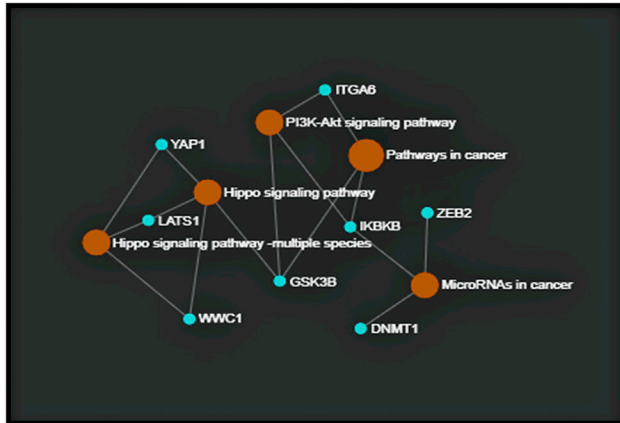 ITGA6
PI3K-Akt signaling pathway
YAP1
Pathways in cancer
Hippo signaling pathway
ZEB2
LATS1
IKBKB
Hippo signaling pathway -multiple species
GSK3B
MicroRNAs in cancer
WWC1
DNMT1